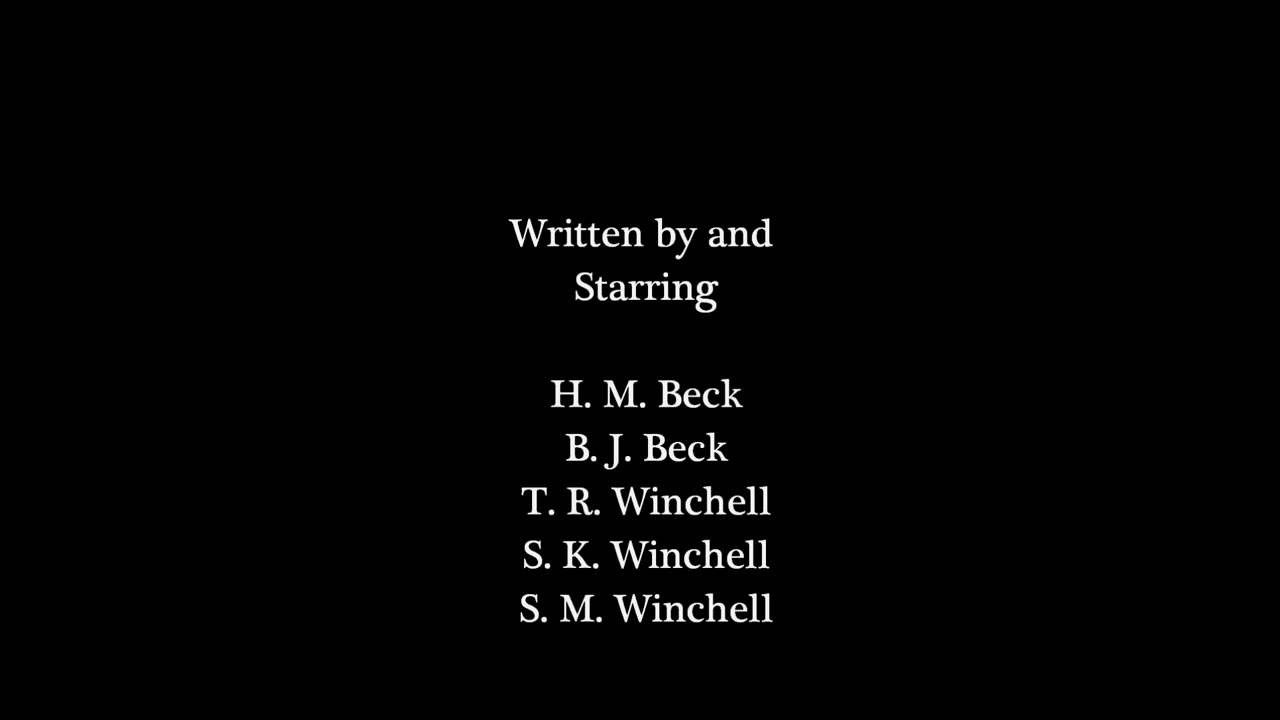 Written by and
Starring
H. M. Beck
B. J. Beck
T. R. Winchell
S. K. Winchell
S. M. Winchell